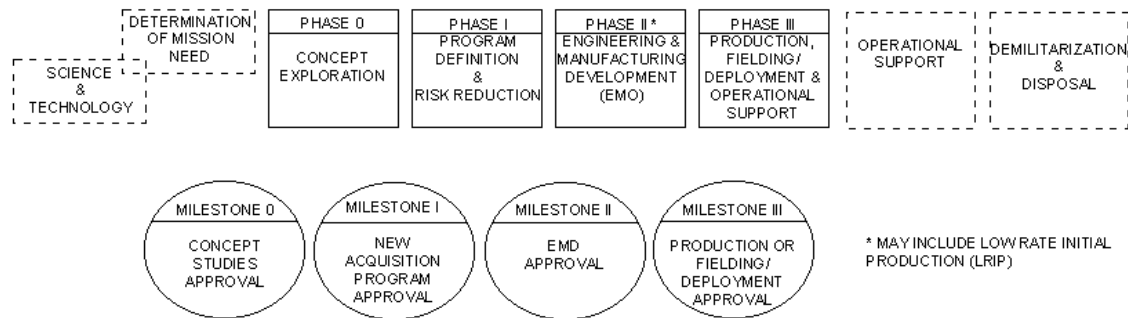 DETERMINATION
OF MISSION
NEED
SCIENCE
&
TECHNOLOGY
PHASE 0
CONCEPT
EXPLORATION
PHASE I
PROGRAM
DEFINITION
&
RISK REDUCTION
PHASE II *
ENGINEERING &
MANUFACTURING
DEVELOPMENT
(EMO)
PHASE III
PRODUCTION,
FIELDING/
DEPLOYMENT &
OPERATIONAL
SUPPORT
OPERATIONAL
SUPPORT
DEMILITARIZATION
&
DISPOSAL
MILESTONE 0
CONCEPT
STUDIES
APPROVAL
MILESTONE I
NEW
ACQUISITION
PROGRAM
APPROVAL
MILESTONE II
EMD
APPROVAL
MILESTONE III
PRODUCTION OR
FIELDING/
DEPLOYMENT
APPROVAL
* MAY INCLUDE LOW RATE INITIAL
PRODUCTION (LRIP)